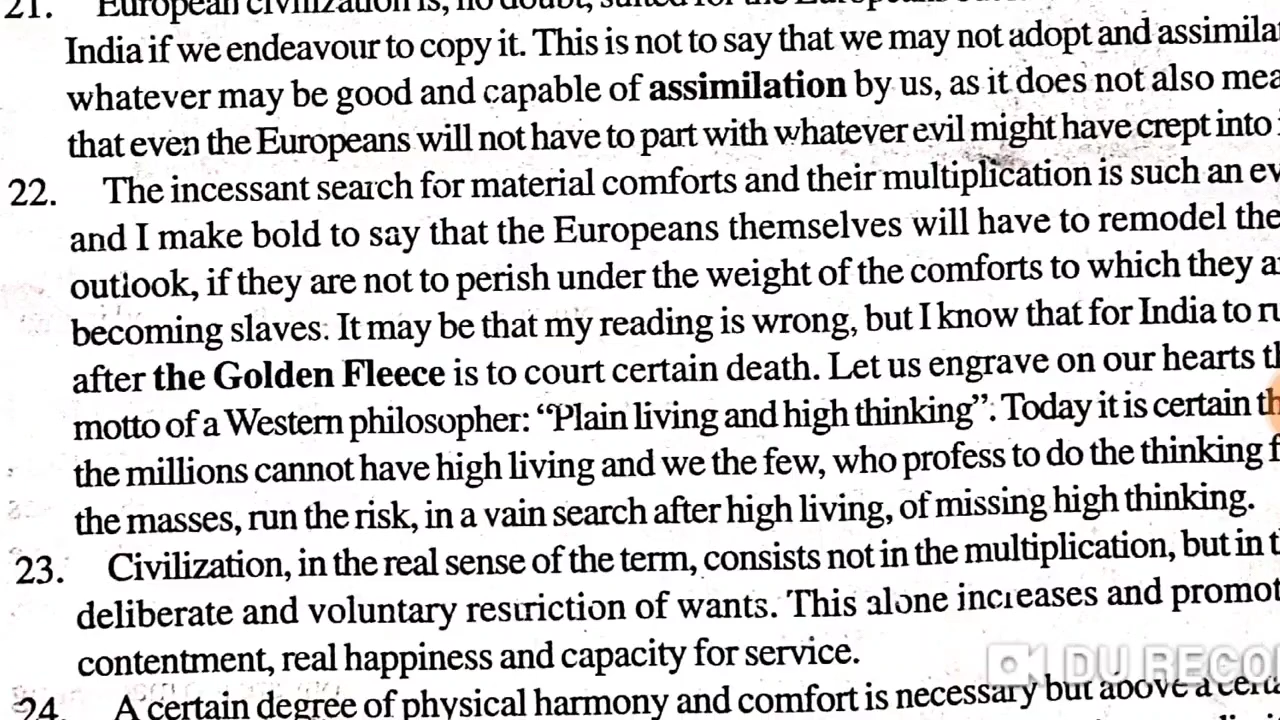 21. European civilization is, no doubt, suited for the Europeans
India if we endeavour to copy it. This is not to say that we may not adopt and assimila
whatever may be good and capable of assimilation by us, as it does not also mea
that even the Europeans will not have to part with whatever evil might have crept into
22. The incessant search for material comforts and their multiplication is such an ev
and I make bold to say that the Europeans themselves will have to remodel the
outlook, if they are not to perish under the weight of the comforts to which they a
becoming slaves. It may be that my reading is wrong, but I know that for India to ru
after the Golden Fleece is to court certain death. Let us engrave on our hearts th
motto of a Western philosopher: “Plain living and high thinking”. Today it is certain th
the millions cannot have high living and we the few, who profess to do the thinking f
the masses, run the risk, in a vain search after high living, of missing high thinking.
23. Civilization, in the real sense of the term, consists not in the multiplication, but in t
deliberate and voluntary restriction of wants. This alone increases and promot
contentment, real happiness and capacity for service.
24. A certain degree of physical harmony and comfort is necessary but above a certa
DU RECO